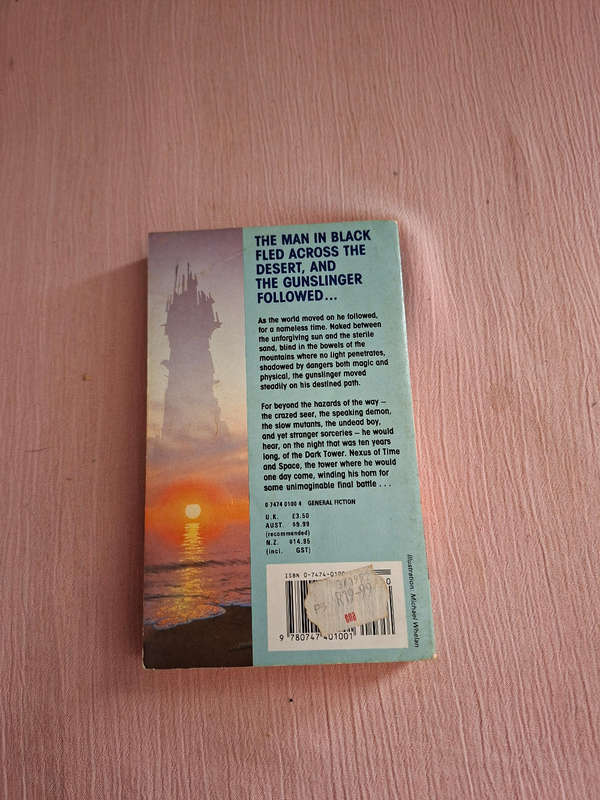 THE MAN IN BLACK
FLED ACROSS THE
DESERT, AND
THE GUNSLINGER
FOLLOWED...
As the world moved on he followed,
for a nameless time. Naked between
the unforgiving sun and the sterile
sand, blind in the bowels of the
mountains where no light penetrates,
shadowed by dangers both magic and
physical, the gunslinger moved
steadily on his destined path.
For beyond the hazards of the way –
the crazed seer, the speaking demon,
the slow mutants, the undead boy,
and yet stranger sorceries – he would
hear, on the night that was ten years
long, of the Dark Tower. Nexus of Time
and Space, the tower where he would
one day come, winding his horn for
some unimaginable final battle . . .
0 7474 0100 4 GENERAL FICTION
U.K. £3.50
AUST. $9.99
(recommended)
N.Z. $14.95
(incl. GST)
ISBN 0-7474-0100
R19-99
9 780747 401001
Illustration: Michael Whelan